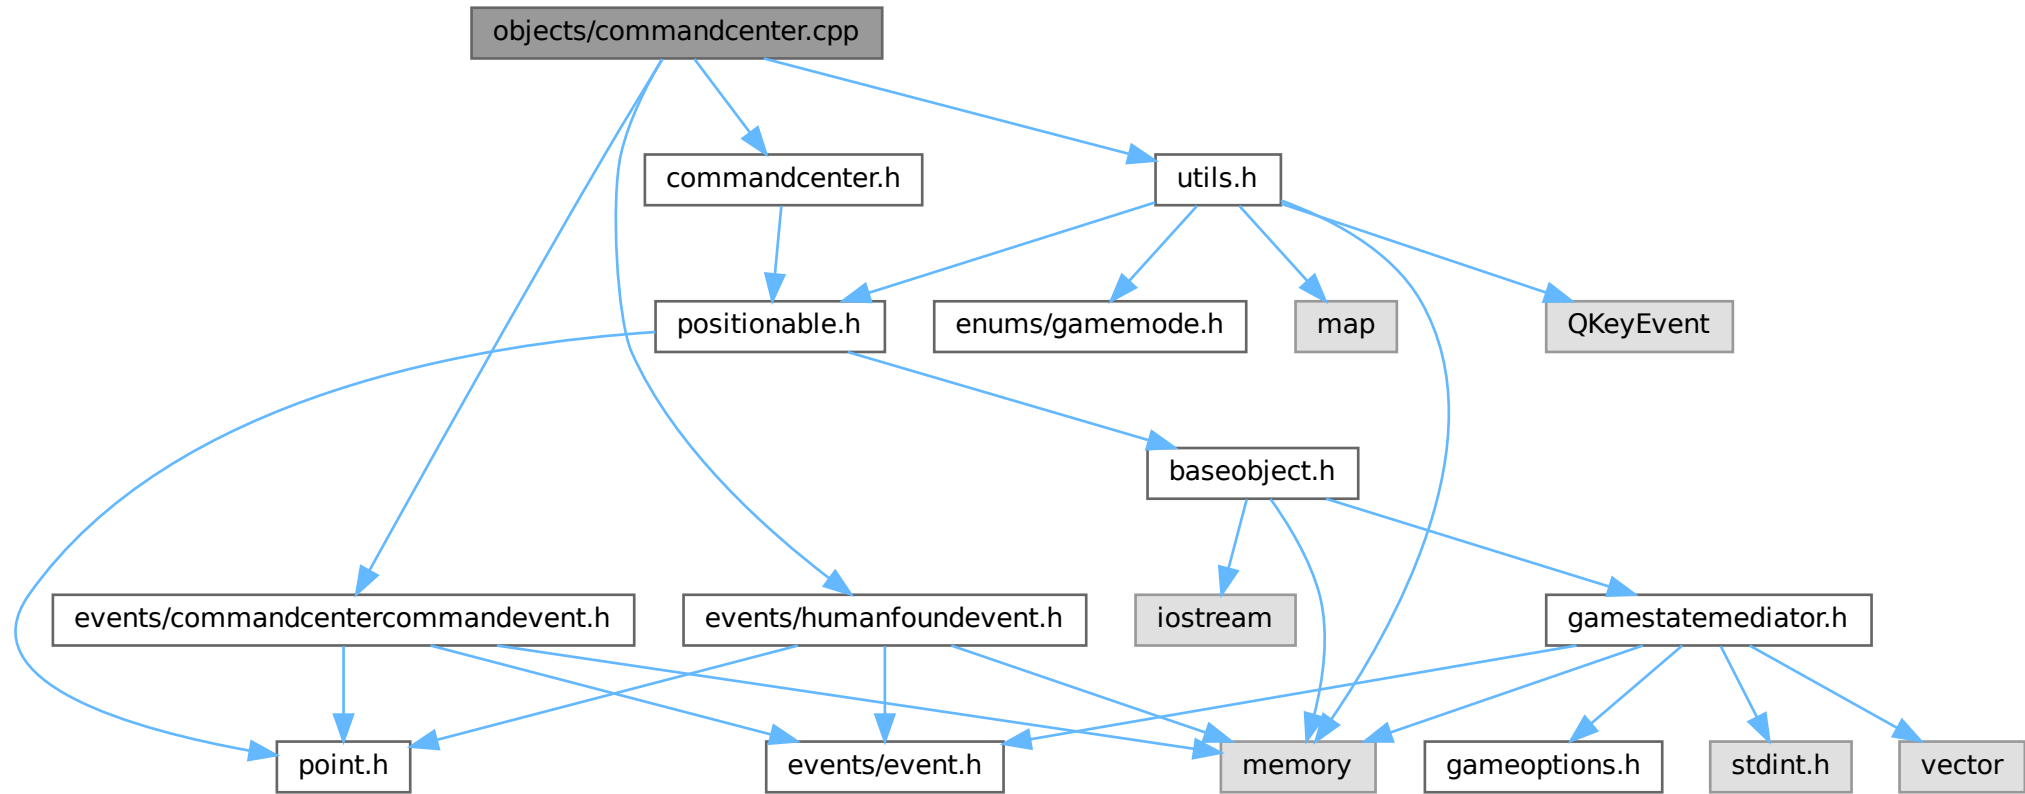 objects/commandcenter.cpp
commandcenter.h
utils.h
positionable.h
enums/gamemode.h
map
QKeyEvent
baseobject.h
events/commandcentercommandevent.h
events/humanfoundevent.h
iostream
gamestatemediator.h
point.h
events/event.h
memory
gameoptions.h
stdint.h
vector